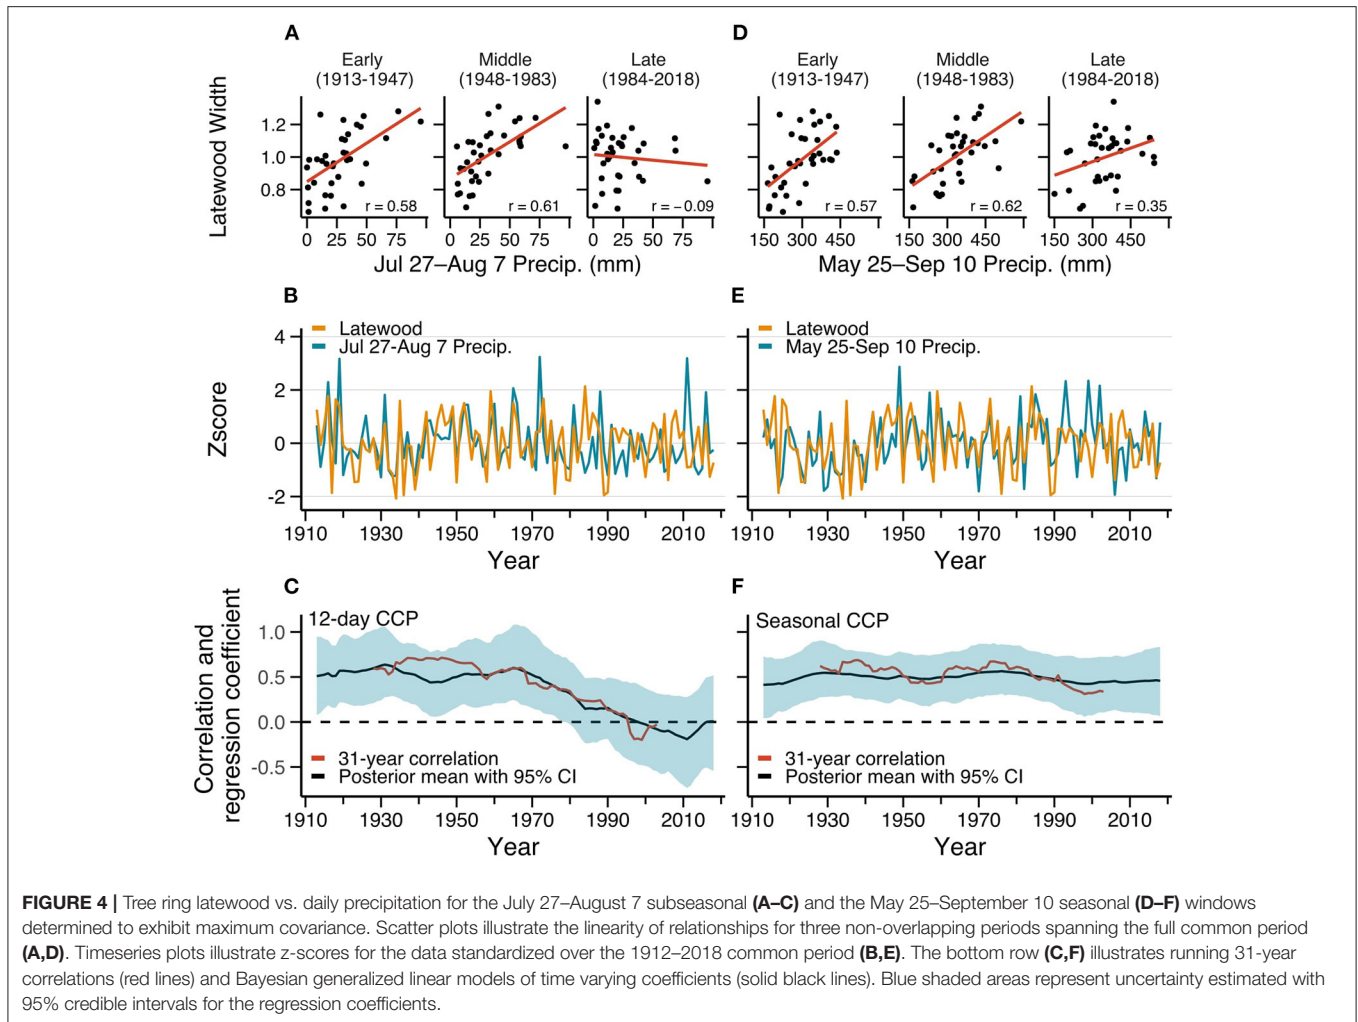 A
D
Early
(1913-1947)
Middle
(1948-1983)
Late
(1984-2018)
Early
(1913-1947)
Middle
(1948-1983)
Late
(1984-2018)
Latewood Width
1.2
1.0
0.8
r = 0.58
r = 0.61
r = −0.09
r = 0.57
r = 0.62
r = 0.35
0 25 50 75
0 25 50 75
0 25 50 75
150 300 450
150 300 450
150 300 450
Jul 27–Aug 7 Precip. (mm)
May 25–Sep 10 Precip. (mm)
B
E
Zscore
4
2
0
-2
Latewood
Jul 27-Aug 7 Precip.
Latewood
May 25-Sep 10 Precip.
1910 1930 1950 1970 1990 2010
1910 1930 1950 1970 1990 2010
Year
Year
C
F
Correlation and
regression coefficient
1.0
0.5
0.0
-0.5
12-day CCP
Seasonal CCP
31-year correlation
Posterior mean with 95% CI
31-year correlation
Posterior mean with 95% CI
1910 1930 1950 1970 1990 2010
1910 1930 1950 1970 1990 2010
Year
Year
FIGURE 4 | Tree ring latewood vs. daily precipitation for the July 27–August 7 subseasonal (A–C) and the May 25–September 10 seasonal (D–F) windows
determined to exhibit maximum covariance. Scatter plots illustrate the linearity of relationships for three non-overlapping periods spanning the full common period
(A,D). Timeseries plots illustrate z-scores for the data standardized over the 1912–2018 common period (B,E). The bottom row (C,F) illustrates running 31-year
correlations (red lines) and Bayesian generalized linear models of time varying coefficients (solid black lines). Blue shaded areas represent uncertainty estimated with
95% credible intervals for the regression coefficients.